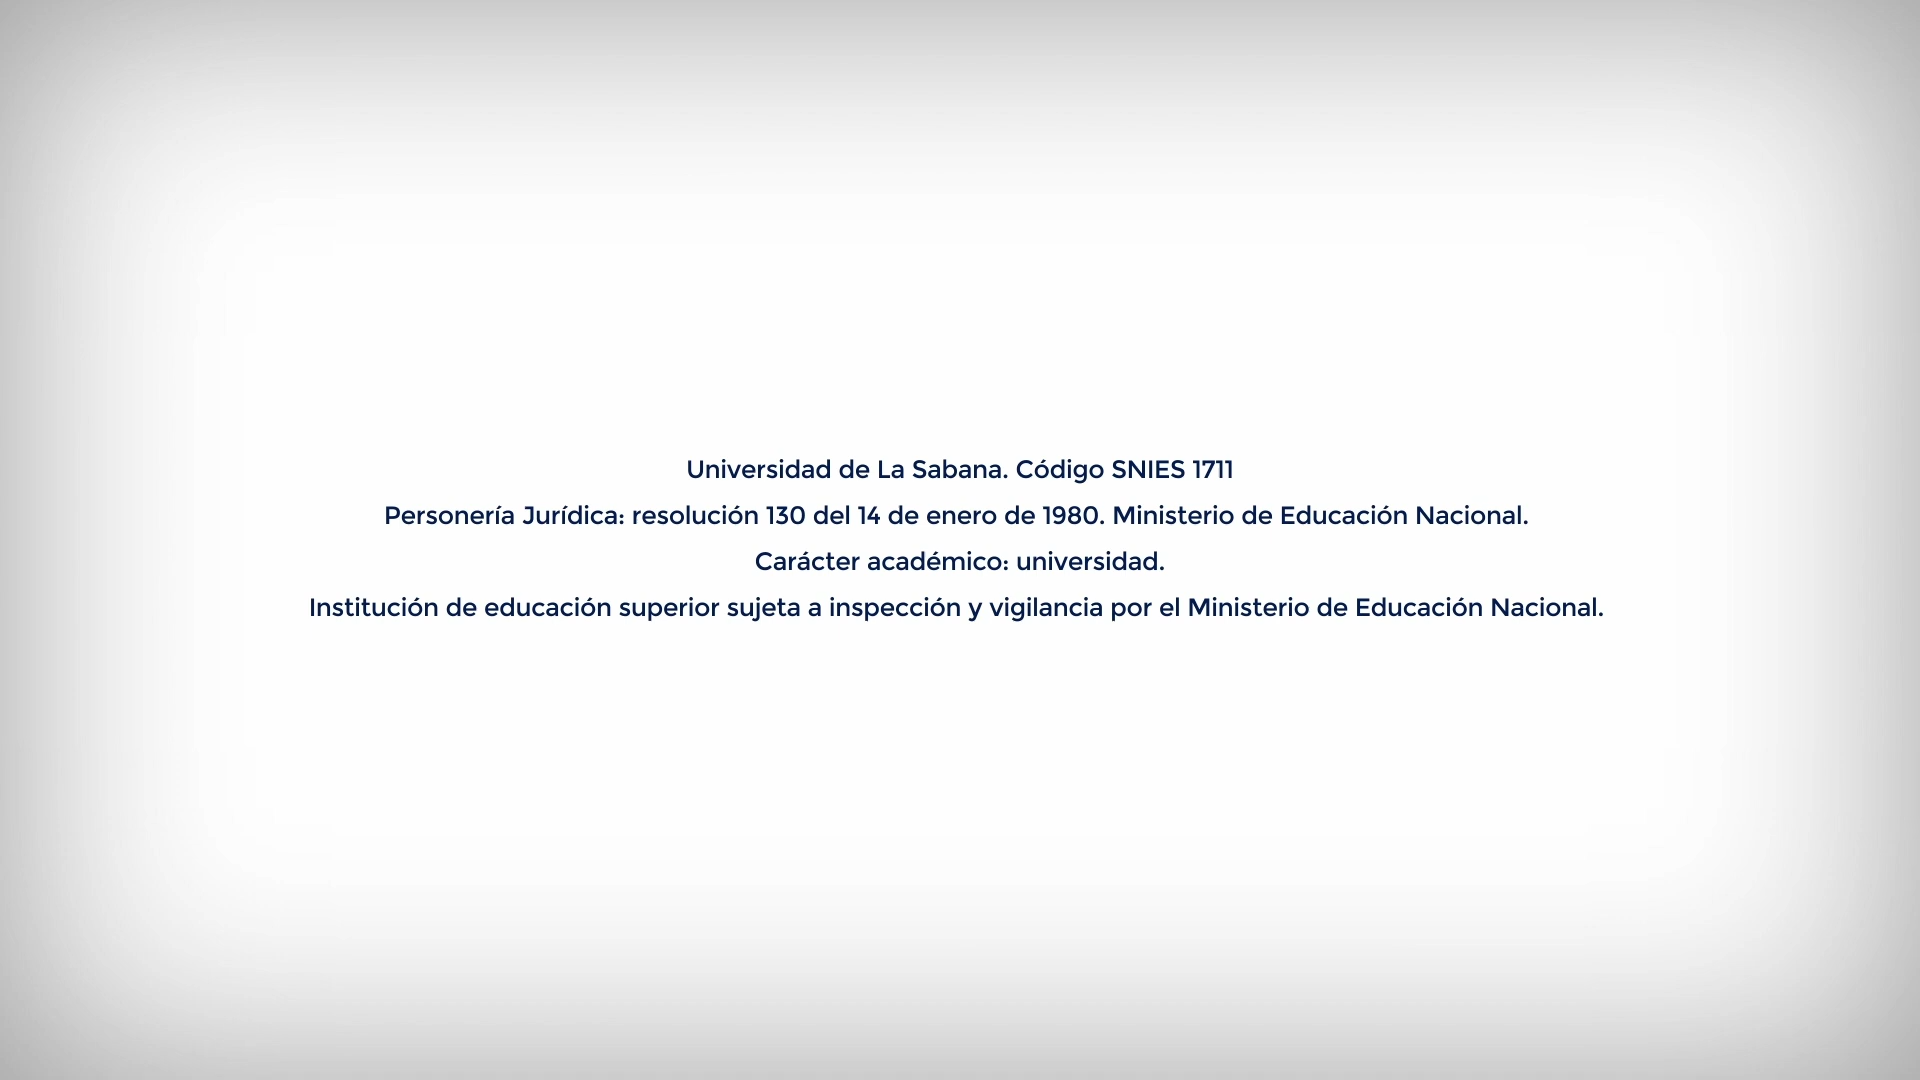 Universidad de La Sabana. Código SNIES 1711
Personería Jurídica: resolución 130 del 14 de enero de 1980. Ministerio de Educación Nacional.
Carácter académico: universidad.
Institución de educación superior sujeta a inspección y vigilancia por el Ministerio de Educación Nacional.